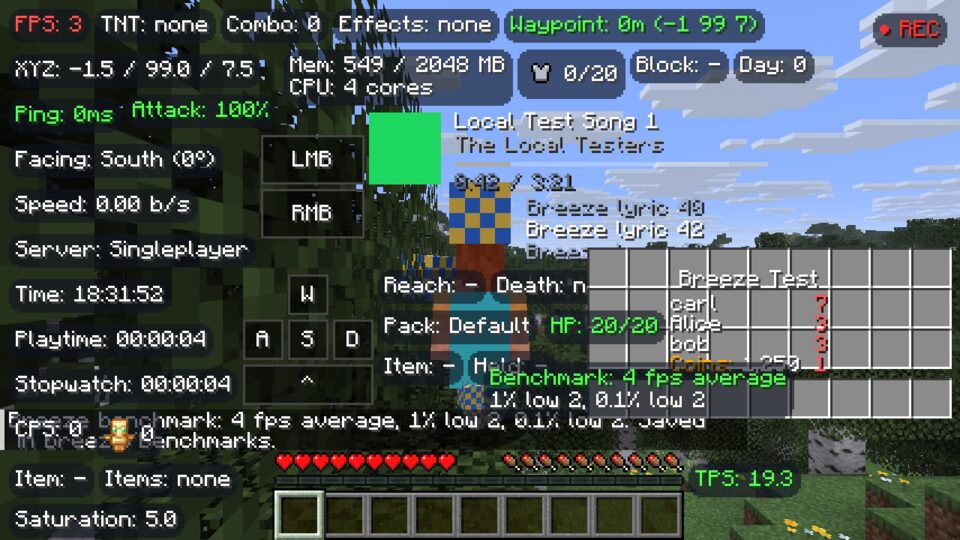 FPS: 3 TNT: none Combo: 0 Effects: none Waypoint: 0m (-1 99 7) REC
XYZ: -1.5 / 99.0 / 7.5 Mem: 549 / 2048 MB 0/20 Block: - Day: 0
CPU: 4 cores
Ping: 0ms Attack: 100%
Local Test Song 1
The Local Testers
Facing: South (0°) LMB
0:42 / 3:21
Speed: 0.00 b/s RMB
Breeze lyric 42
Server: Singleplayer
Breeze Test
Reach: - Death:
Time: 18:31:52 W
carl 7
Alice 3
Pack: Default HP: 20/20
Playtime: 00:00:04 A S D
bob 3
Coins: 1,250 1
Item: - Held: -
Benchmark: 4 fps average
1% low 2, 0.1% low 2
Stopwatch: 00:00:04 ^
Breeze benchmark: 4 fps average, 1% low 2, 0.1% low 2. Saved
CPS: 0 0
in Breeze Benchmarks.
Item: - Items: none TPS: 19.3
Saturation: 5.0